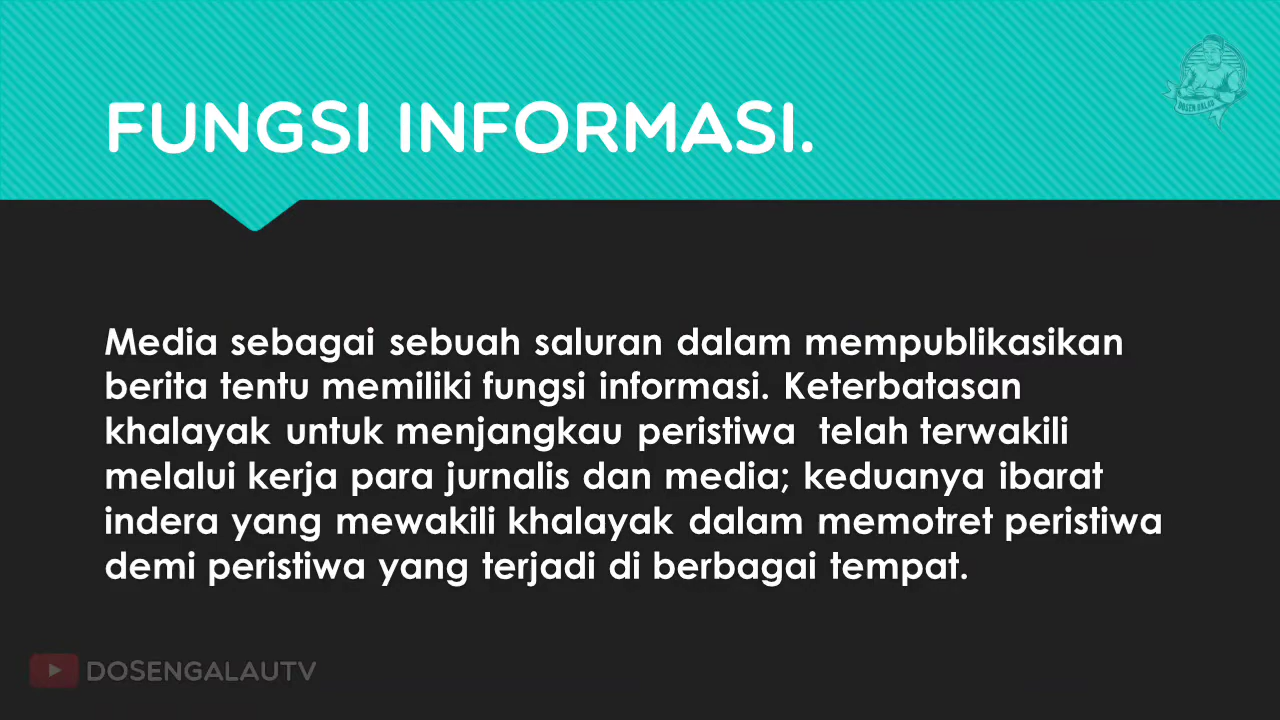 FUNGSI INFORMASI.
DOSEN GALAU
Media sebagai sebuah saluran dalam mempublikasikan
berita tentu memiliki fungsi informasi. Keterbatasan
khalayak untuk menjangkau peristiwa telah terwakili
melalui kerja para jurnalis dan media; keduanya ibarat
indera yang mewakili khalayak dalam memotret peristiwa
demi peristiwa yang terjadi di berbagai tempat.
DOSENGALAUTV